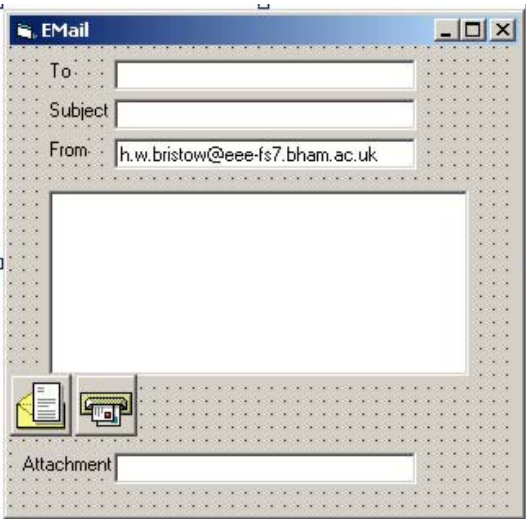 EMail
To
Subject
From h.w.bristow@eee-fs7.bham.ac.uk
Attachment